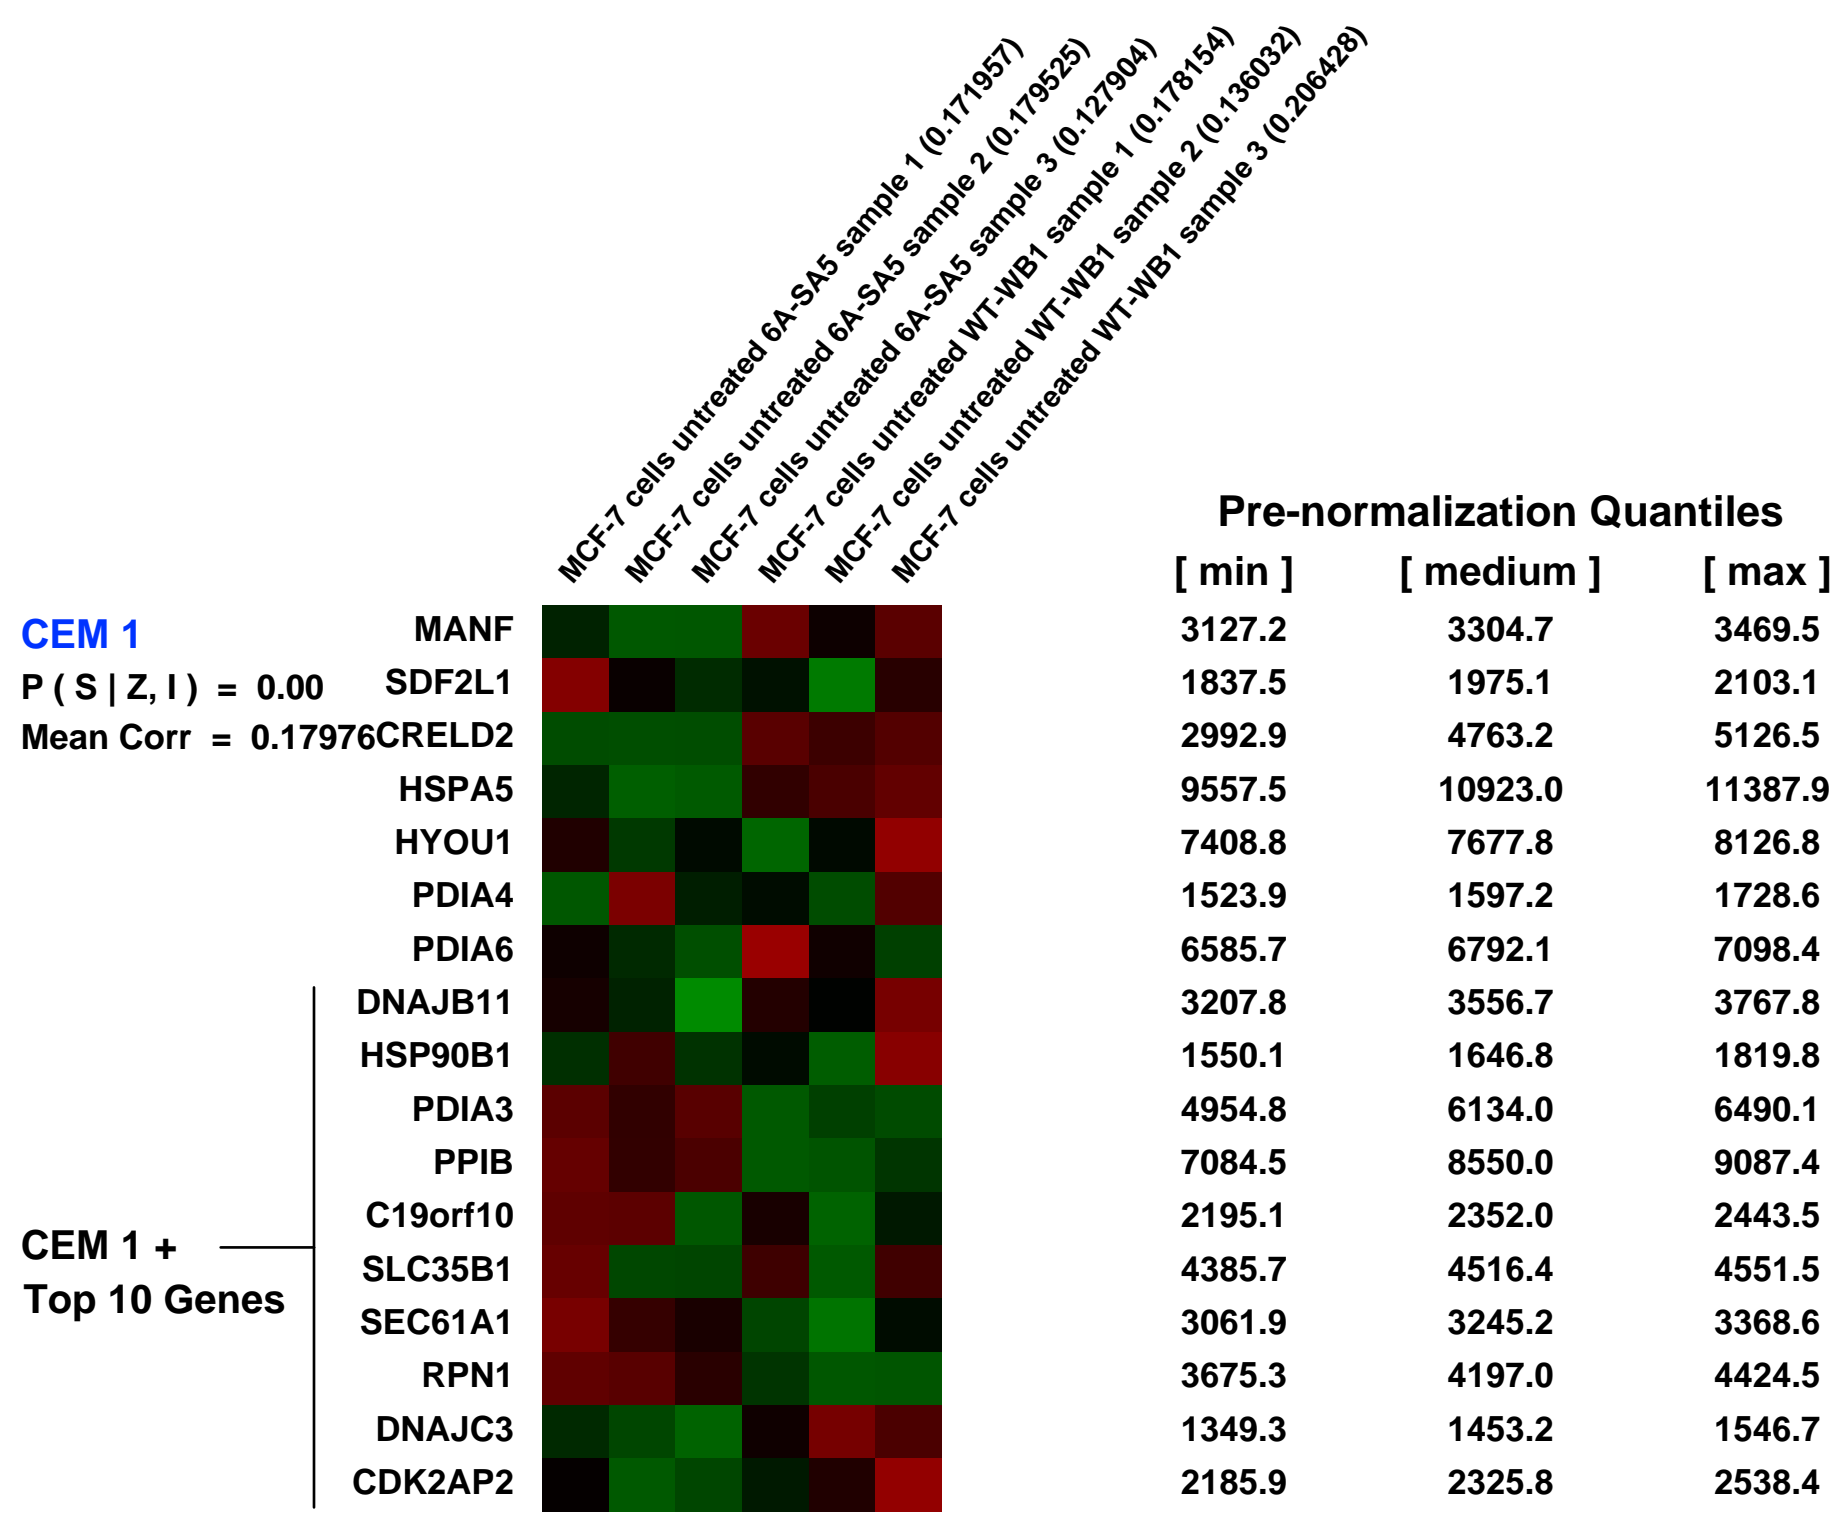 MCF-7 cells untreated 6A-SA5 sample 1 (0.171957)
MCF-7 cells untreated 6A-SA5 sample 2 (0.179525)
MCF-7 cells untreated 6A-SA5 sample 3 (0.127904)
MCF-7 cells untreated WT-WB1 sample 1 (0.178154)
MCF-7 cells untreated WT-WB1 sample 2 (0.136032)
MCF-7 cells untreated WT-WB1 sample 3 (0.206428)
Pre-normalization Quantiles
[ min ] [ medium ] [ max ]
CEM 1 MANF 3127.2 3304.7 3469.5
P ( S | Z, I ) = 0.00 SDF2L1 1837.5 1975.1 2103.1
Mean Corr = 0.17976 CRELD2 2992.9 4763.2 5126.5
HSPA5 9557.5 10923.0 11387.9
HYOU1 7408.8 7677.8 8126.8
PDIA4 1523.9 1597.2 1728.6
PDIA6 6585.7 6792.1 7098.4
DNAJB11 3207.8 3556.7 3767.8
HSP90B1 1550.1 1646.8 1819.8
PDIA3 4954.8 6134.0 6490.1
PPIB 7084.5 8550.0 9087.4
C19orf10 2195.1 2352.0 2443.5
CEM 1 +
SLC35B1 4385.7 4516.4 4551.5
Top 10 Genes
SEC61A1 3061.9 3245.2 3368.6
RPN1 3675.3 4197.0 4424.5
DNAJC3 1349.3 1453.2 1546.7
CDK2AP2 2185.9 2325.8 2538.4